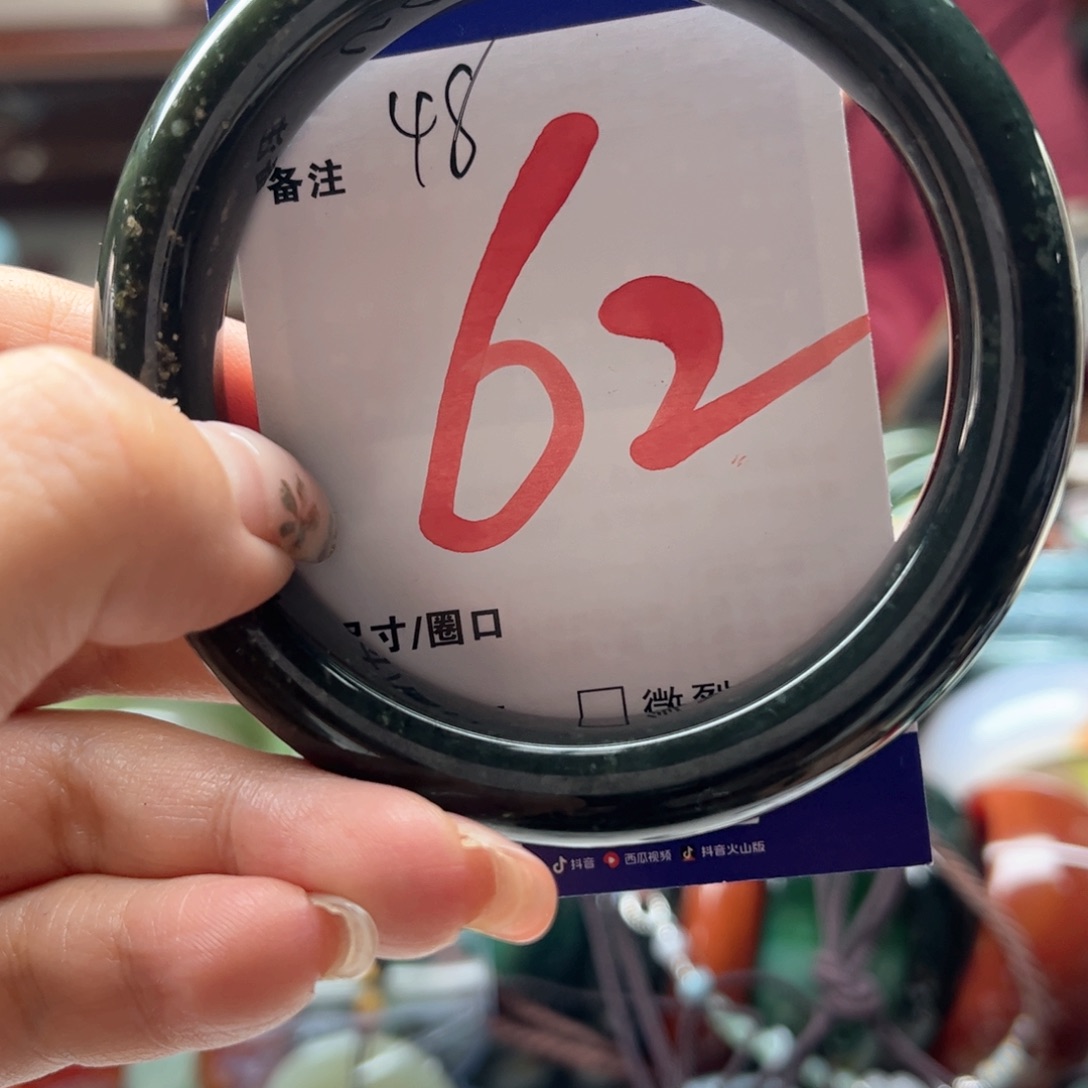 48
备注
62
寸/圈口
微裂
抖音 西瓜视频 抖音火山版